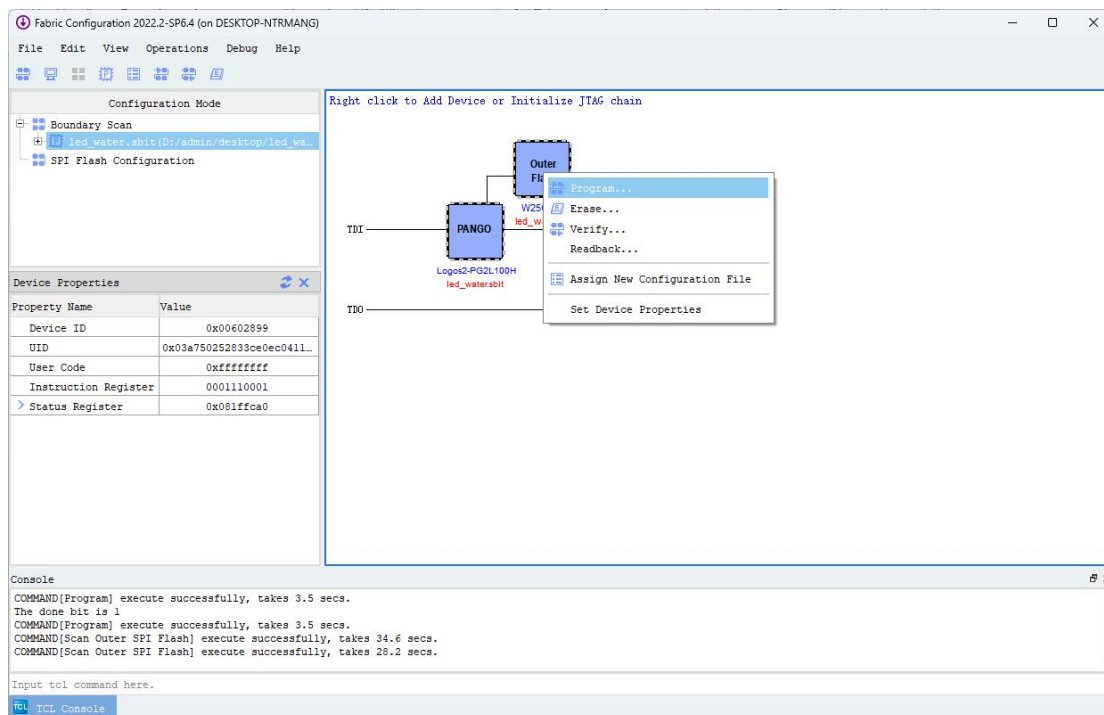 Fabric Configuration 2022.2-SP6.4 (on DESKTOP-NTRMANG)
File Edit View Operations Debug Help
Configuration Mode
Boundary Scan
led_water.sbit(D:/admin/desktop/led_wa...
SPI Flash Configuration
Device Properties
Property Name Value
Device ID 0x00602899
UID 0x03a750252833ce0ec0411...
User Code 0xffffffff
Instruction Register 0001110001
Status Register 0x081ffca0
Right click to Add Device or Initialize JTAG chain
Outer
Fl
W25
led_w
TDI
PANGO
Logos2-PG2L100H
led_water.sbit
TDO
Program...
Erase...
Verify...
Readback...
Assign New Configuration File
Set Device Properties
Console
COMMAND[Program] execute successfully, takes 3.5 secs.
The done bit is 1
COMMAND[Program] execute successfully, takes 3.5 secs.
COMMAND[Scan Outer SPI Flash] execute successfully, takes 34.6 secs.
COMMAND[Scan Outer SPI Flash] execute successfully, takes 28.2 secs.
Input tcl command here.
TCL TCL Console